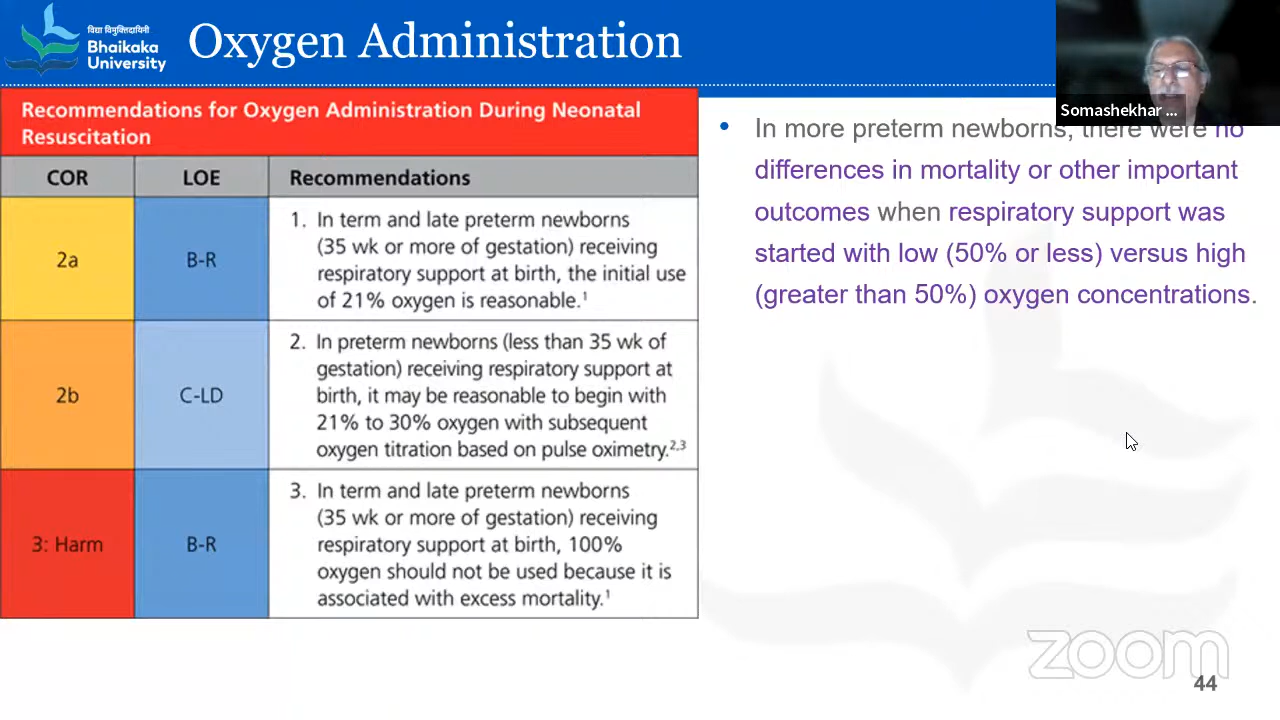 विद्या विमुक्तिदायिनी
Bhaikaka
University
Oxygen Administration
Somashekhar ...
Recommendations for Oxygen Administration During Neonatal
Resuscitation
COR LOE Recommendations
2a B-R 1. In term and late preterm newborns
(35 wk or more of gestation) receiving
respiratory support at birth, the initial use
of 21% oxygen is reasonable.¹
2b C-LD 2. In preterm newborns (less than 35 wk of
gestation) receiving respiratory support at
birth, it may be reasonable to begin with
21% to 30% oxygen with subsequent
oxygen titration based on pulse oximetry.²,³
3: Harm B-R 3. In term and late preterm newborns
(35 wk or more of gestation) receiving
respiratory support at birth, 100%
oxygen should not be used because it is
associated with excess mortality.¹
• In more preterm newborns, there were no
differences in mortality or other important
outcomes when respiratory support was
started with low (50% or less) versus high
(greater than 50%) oxygen concentrations.
zoom
44